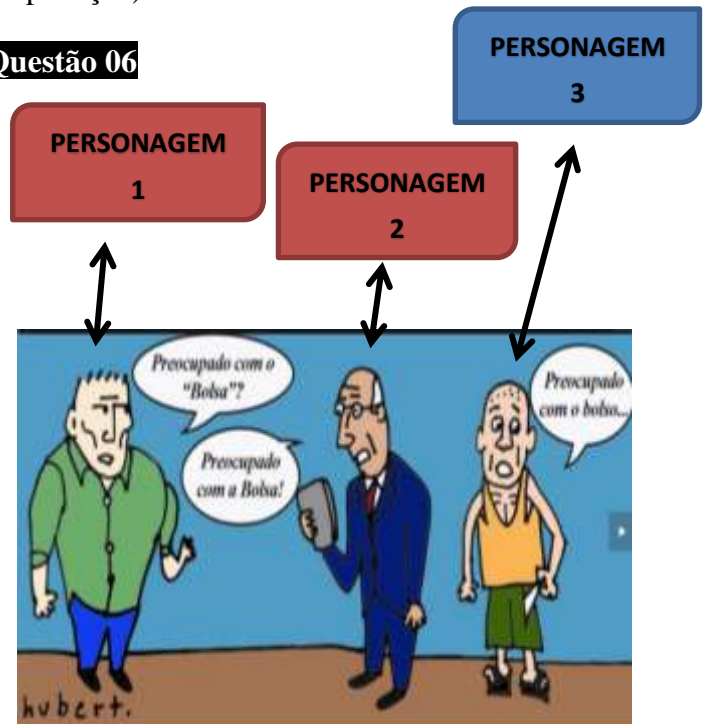 Questão 06
PERSONAGEM
1
PERSONAGEM
2
PERSONAGEM
3
Preocupado com o
“Bolsa”?
Preocupado
com a Bolsa!
Preocupado
com o bolso...
hubert.